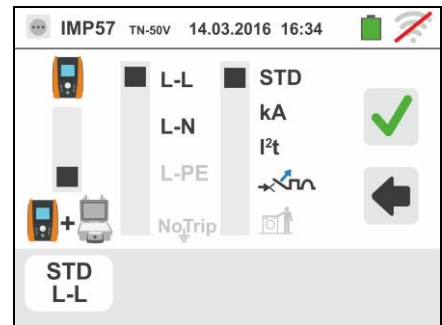 IMP57 TN-50V 14.03.2016 16:34
L-L STD
L-N kA
I²t
L-PE
NoTrip
+
STD
L-L